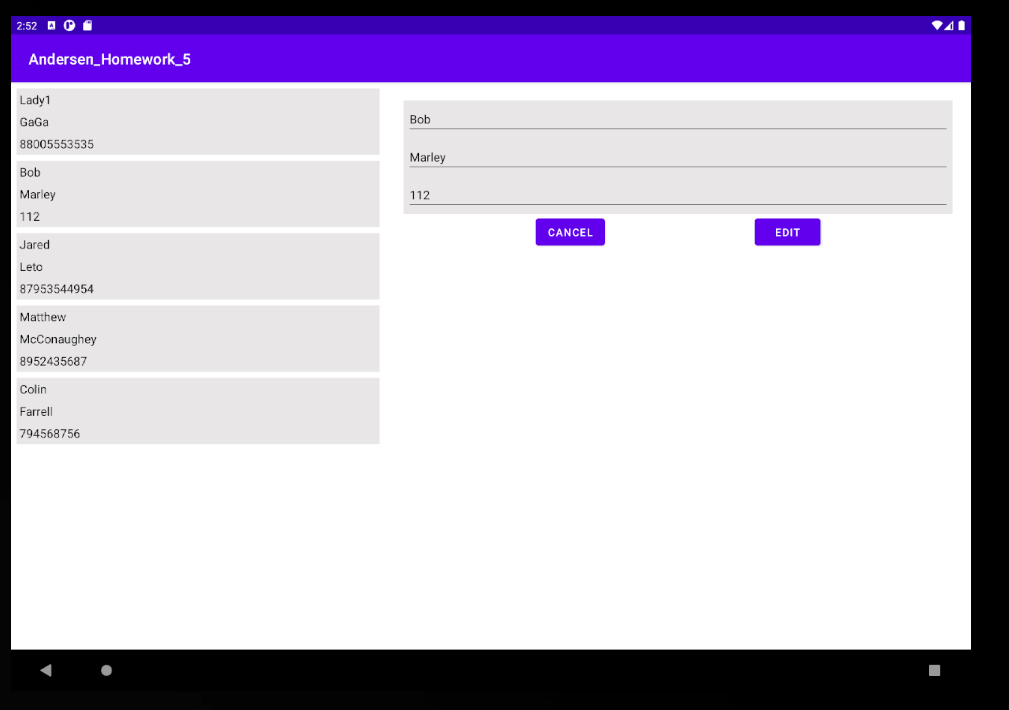 2:52
Andersen_Homework_5
Lady1
GaGa
88005553535
Bob
Marley
112
Jared
Leto
87953544954
Matthew
McConaughey
8952435687
Colin
Farrell
794568756
Bob
Marley
112
CANCEL EDIT